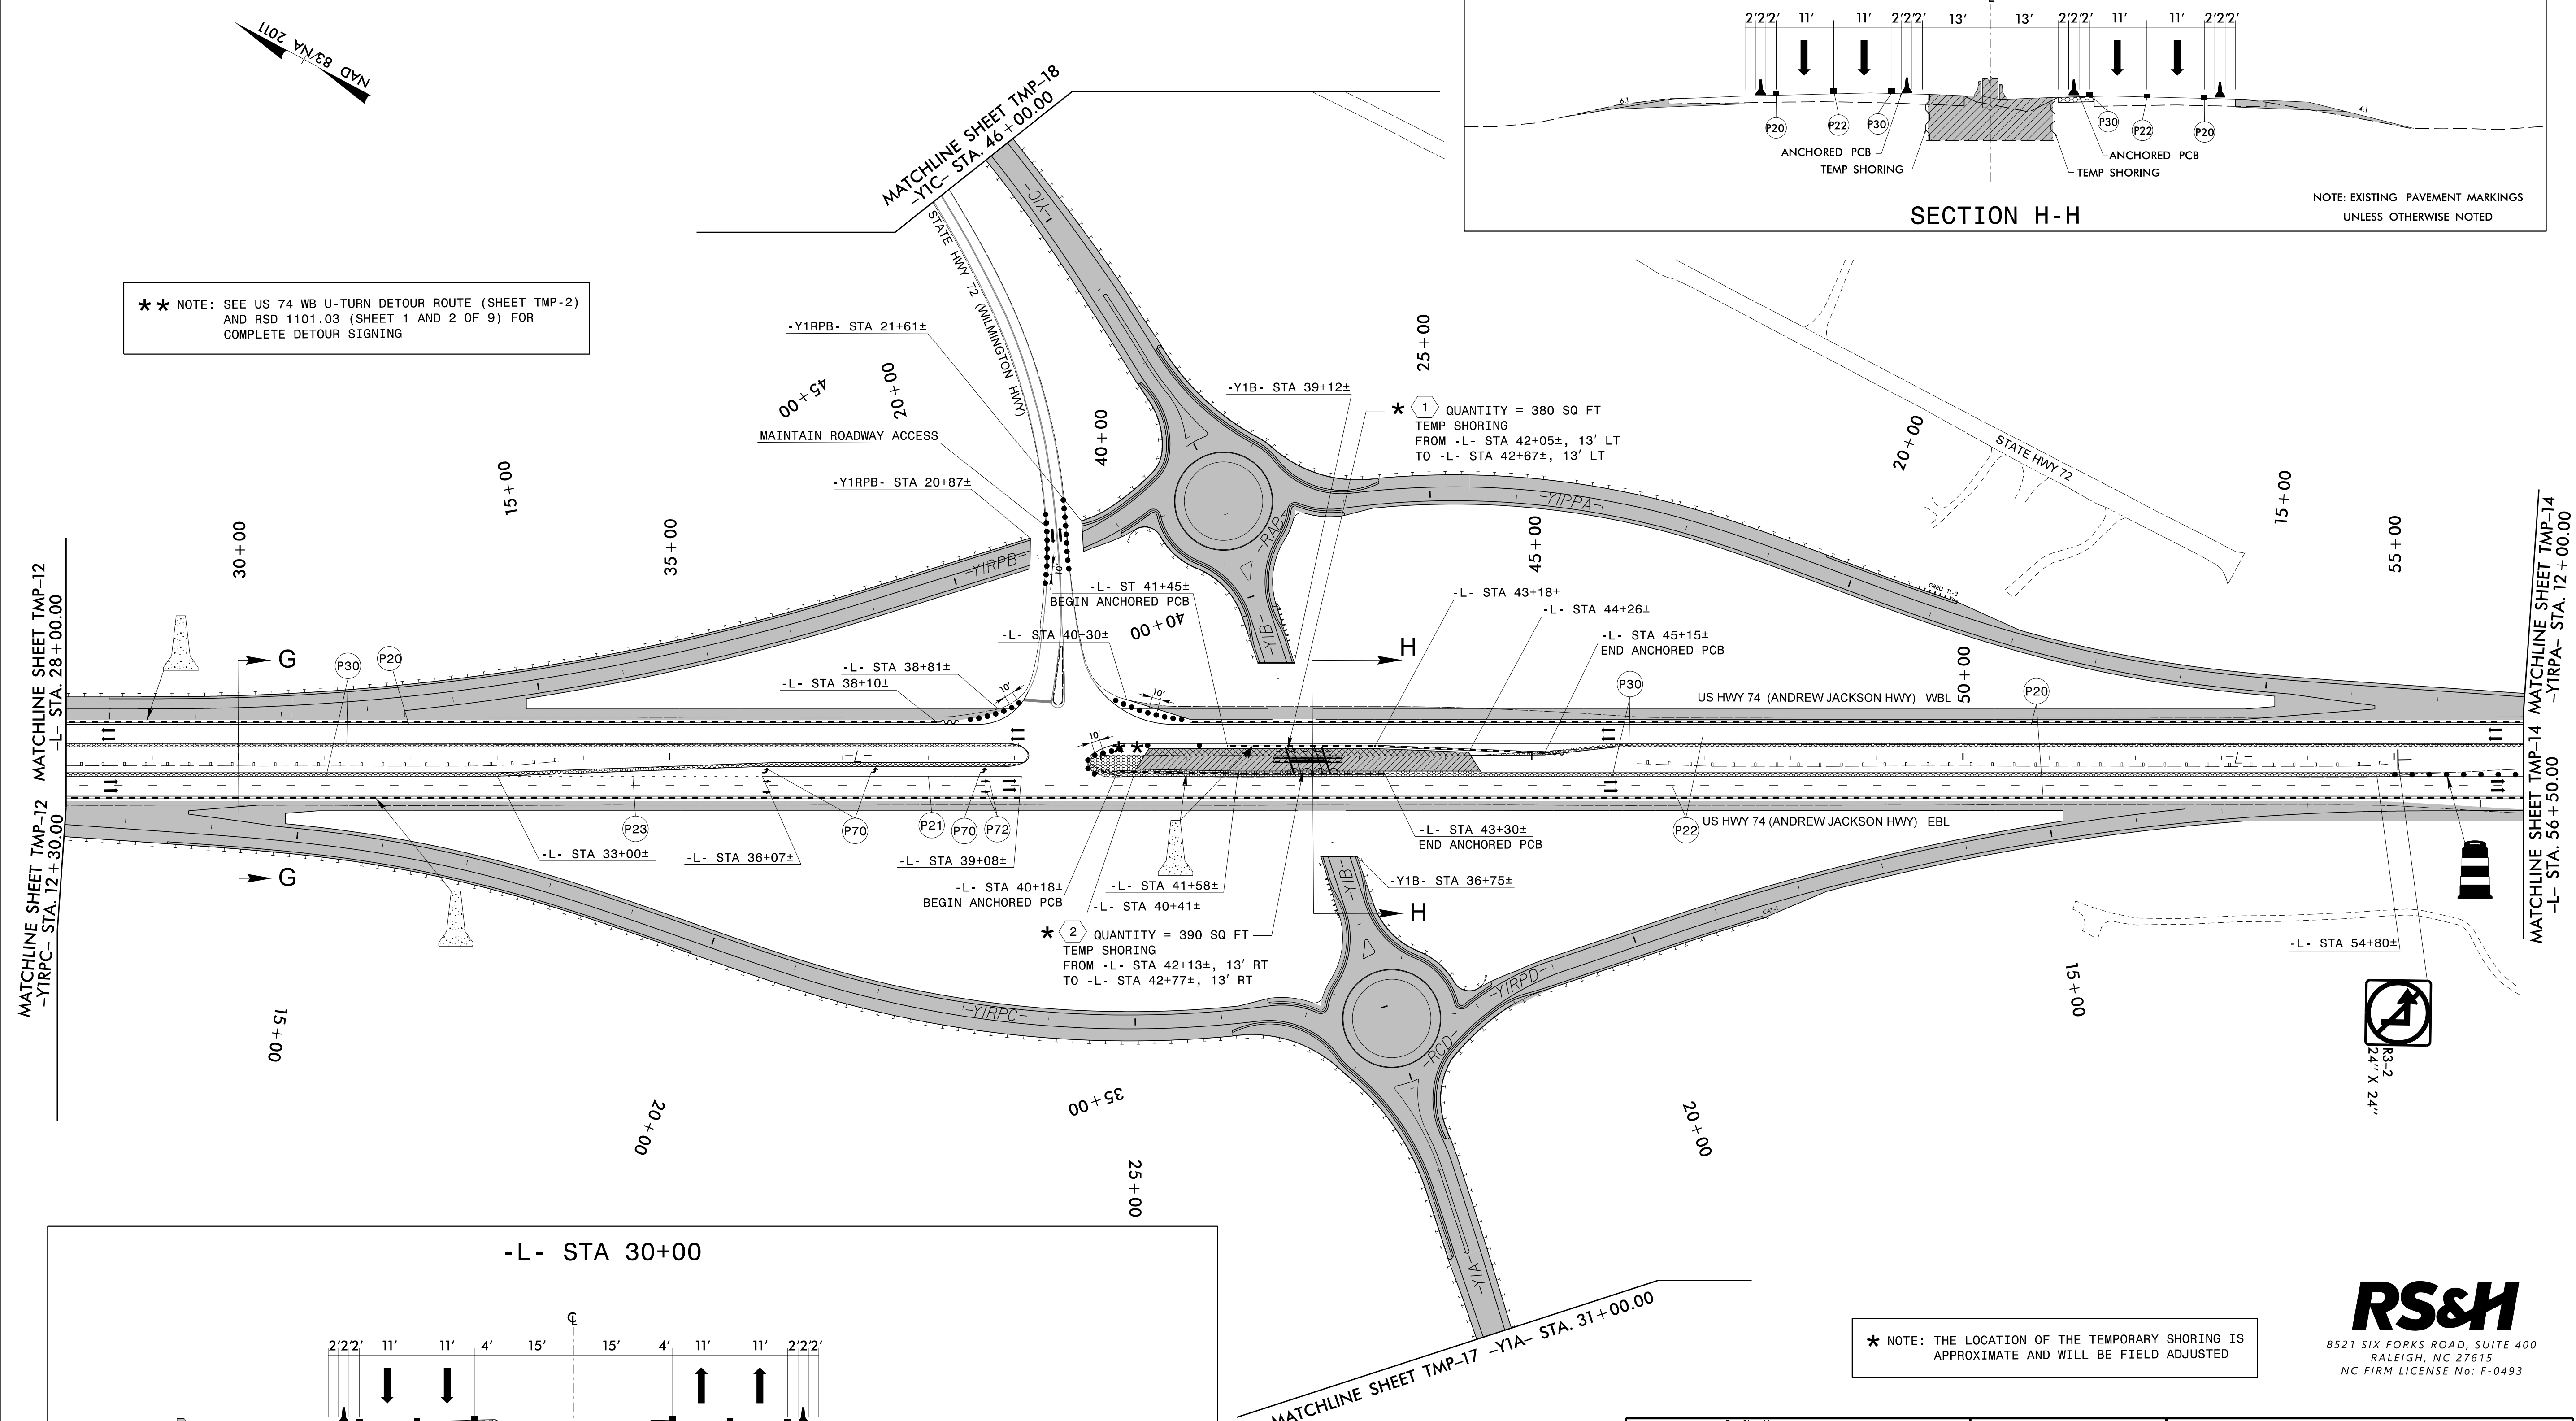 NAD 83/NA 2011
MATCHLINE SHEET TMP-18
-Y1C- STA. 46+00.00
-Y1C-
STATE HWY 72 (WILMINGTON HWY)
2' 2' 2' 11' 11' 2' 2' 2' 13' 13' 2' 2' 2' 11' 11' 2' 2' 2'
6:1
4:1
P20
P22
P30
P30
P22
P20
ANCHORED PCB
TEMP SHORING
ANCHORED PCB
TEMP SHORING
SECTION H-H
NOTE: EXISTING PAVEMENT MARKINGS
UNLESS OTHERWISE NOTED
** NOTE: SEE US 74 WB U-TURN DETOUR ROUTE (SHEET TMP-2)
AND RSD 1101.03 (SHEET 1 AND 2 OF 9) FOR
COMPLETE DETOUR SIGNING
-Y1RPB- STA 21+61±
45+00
20+00
MAINTAIN ROADWAY ACCESS
-Y1RPB- STA 20+87±
40+00
25+00
-Y1B- STA 39+12±
* 1 QUANTITY = 380 SQ FT
TEMP SHORING
FROM -L- STA 42+05±, 13' LT
TO -L- STA 42+67±, 13' LT
20+00
STATE HWY 72
15+00
55+00
15+00
30+00
35+00
45+00
-Y1RPB-
-RAB-
-Y1RPA-
GREU TL-3
10'
-L- ST 41+45±
BEGIN ANCHORED PCB
40+00
-Y1B-
-L- STA 43+18±
-L- STA 44+26±
-L- STA 45+15±
END ANCHORED PCB
-L- STA 40+30±
-L- STA 38+81±
-L- STA 38+10±
10'
10'
10'
H
G
P30
P20
P30
50+00
P20
US HWY 74 (ANDREW JACKSON HWY) WBL
MATCHLINE SHEET TMP-12
-L- STA. 28+00.00
MATCHLINE SHEET TMP-12
-Y1RPC- STA. 12+30.00
MATCHLINE SHEET TMP-14
-Y1RPA- STA. 12+00.00
MATCHLINE SHEET TMP-14
-L- STA. 56+50.00
**
-L-
-L-
P23
P70
P21
P70
P72
P22
US HWY 74 (ANDREW JACKSON HWY) EBL
-L- STA 33+00±
-L- STA 36+07±
-L- STA 39+08±
-L- STA 43+30±
END ANCHORED PCB
G
-L- STA 40+18±
BEGIN ANCHORED PCB
-L- STA 41+58±
-L- STA 40+41±
-Y1B- STA 36+75±
-Y1B-
H
CAT-1
* 2 QUANTITY = 390 SQ FT
TEMP SHORING
FROM -L- STA 42+13±, 13' RT
TO -L- STA 42+77±, 13' RT
-L- STA 54+80±
R3-2
24" X 24"
-Y1RPC-
-Y1RPD-
-RCD-
15+00
15+00
20+00
35+00
20+00
25+00
-Y1A-
MATCHLINE SHEET TMP-17 -Y1A- STA. 31+00.00
-L- STA 30+00
℄
2' 2' 2' 11' 11' 4' 15' 15' 4' 11' 11' 2' 2' 2'
* NOTE: THE LOCATION OF THE TEMPORARY SHORING IS
APPROXIMATE AND WILL BE FIELD ADJUSTED
RS&H
8521 SIX FORKS ROAD, SUITE 400
RALEIGH, NC 27615
NC FIRM LICENSE No: F-0493